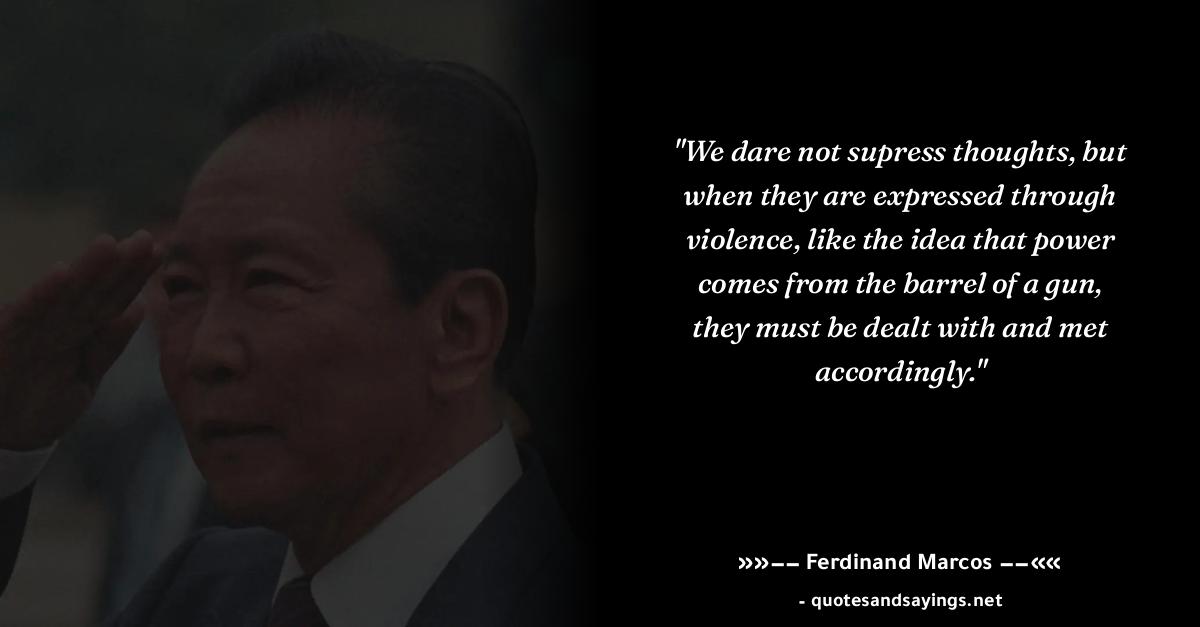 "We dare not supress thoughts, but
when they are expressed through
violence, like the idea that power
comes from the barrel of a gun,
they must be dealt with and met
accordingly."
»»−− Ferdinand Marcos −−««
- quotesandsayings.net